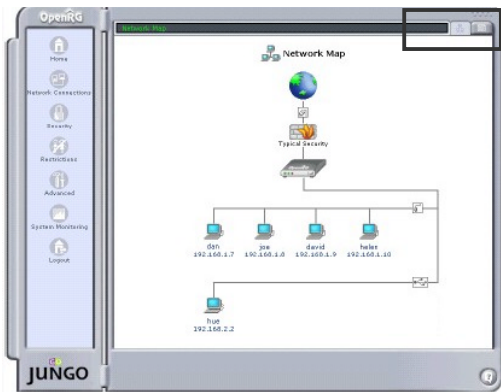 OpenRG
Network Map
Network Map
Home
Network Connections
Security
Restrictions
Advanced
System Monitoring
Logout
Typical Security
dan
192.168.1.7
joe
192.168.1.8
david
192.168.1.9
helen
192.168.1.10
hue
192.168.2.2
JUNGO